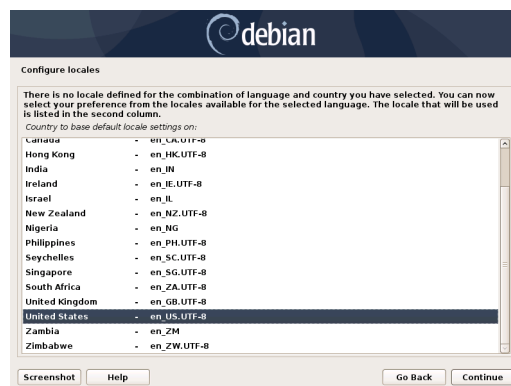 debian
Configure locales
There is no locale defined for the combination of language and country you have selected. You can now
select your preference from the locales available for the selected language. The locale that will be used
is listed in the second column.
Country to base default locale settings on:
Canada - en_CA.UTF-8
Hong Kong - en_HK.UTF-8
India - en_IN
Ireland - en_IE.UTF-8
Israel - en_IL
New Zealand - en_NZ.UTF-8
Nigeria - en_NG
Philippines - en_PH.UTF-8
Seychelles - en_SC.UTF-8
Singapore - en_SG.UTF-8
South Africa - en_ZA.UTF-8
United Kingdom - en_GB.UTF-8
United States - en_US.UTF-8
Zambia - en_ZM
Zimbabwe - en_ZW.UTF-8
Screenshot Help Go Back Continue